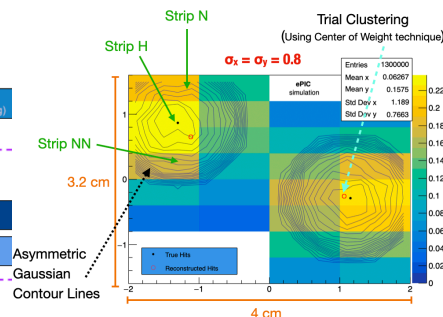 Strip N
Trial Clustering
(Using Center of Weight technique)
Strip H
σx = σy = 0.8
ePIC
simulation
Entries 1300000
Mean x 0.06267
Mean y 0.1575
Std Dev x 1.189
Std Dev y 0.7663
Strip NN
3.2 cm
1
0
−1
0.22
0.2
0.18
0.16
0.14
0.12
0.1
0.08
0.06
0.04
0.02
0
Asymmetric
Gaussian
Contour Lines
True Hits
Reconstructed Hits
−2 −1 0 1 2
4 cm